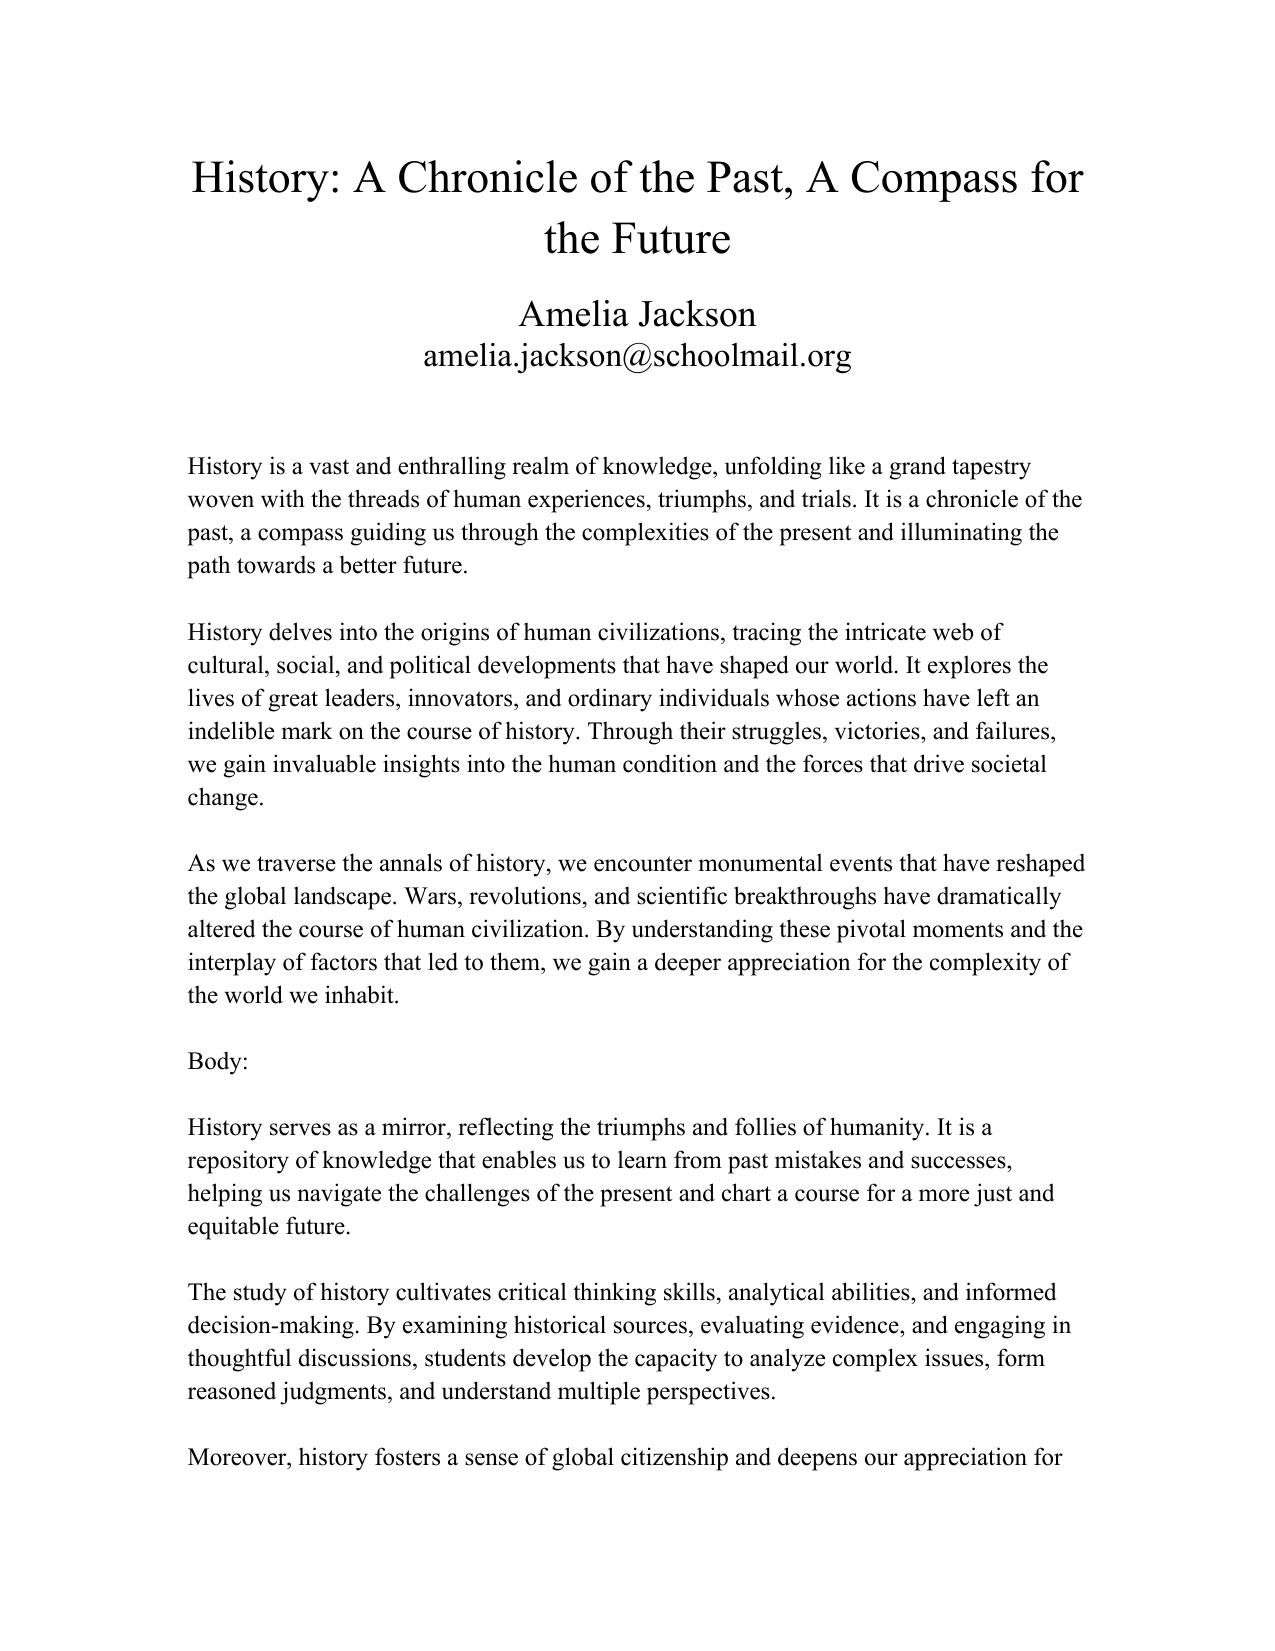 History: A Chronicle of the Past, A Compass for
the Future
Amelia Jackson
amelia.jackson@schoolmail.org
History is a vast and enthralling realm of knowledge, unfolding like a grand tapestry
woven with the threads of human experiences, triumphs, and trials. It is a chronicle of the
past, a compass guiding us through the complexities of the present and illuminating the
path towards a better future.
History delves into the origins of human civilizations, tracing the intricate web of
cultural, social, and political developments that have shaped our world. It explores the
lives of great leaders, innovators, and ordinary individuals whose actions have left an
indelible mark on the course of history. Through their struggles, victories, and failures,
we gain invaluable insights into the human condition and the forces that drive societal
change.
As we traverse the annals of history, we encounter monumental events that have reshaped
the global landscape. Wars, revolutions, and scientific breakthroughs have dramatically
altered the course of human civilization. By understanding these pivotal moments and the
interplay of factors that led to them, we gain a deeper appreciation for the complexity of
the world we inhabit.
Body:
History serves as a mirror, reflecting the triumphs and follies of humanity. It is a
repository of knowledge that enables us to learn from past mistakes and successes,
helping us navigate the challenges of the present and chart a course for a more just and
equitable future.
The study of history cultivates critical thinking skills, analytical abilities, and informed
decision-making. By examining historical sources, evaluating evidence, and engaging in
thoughtful discussions, students develop the capacity to analyze complex issues, form
reasoned judgments, and understand multiple perspectives.
Moreover, history fosters a sense of global citizenship and deepens our appreciation for